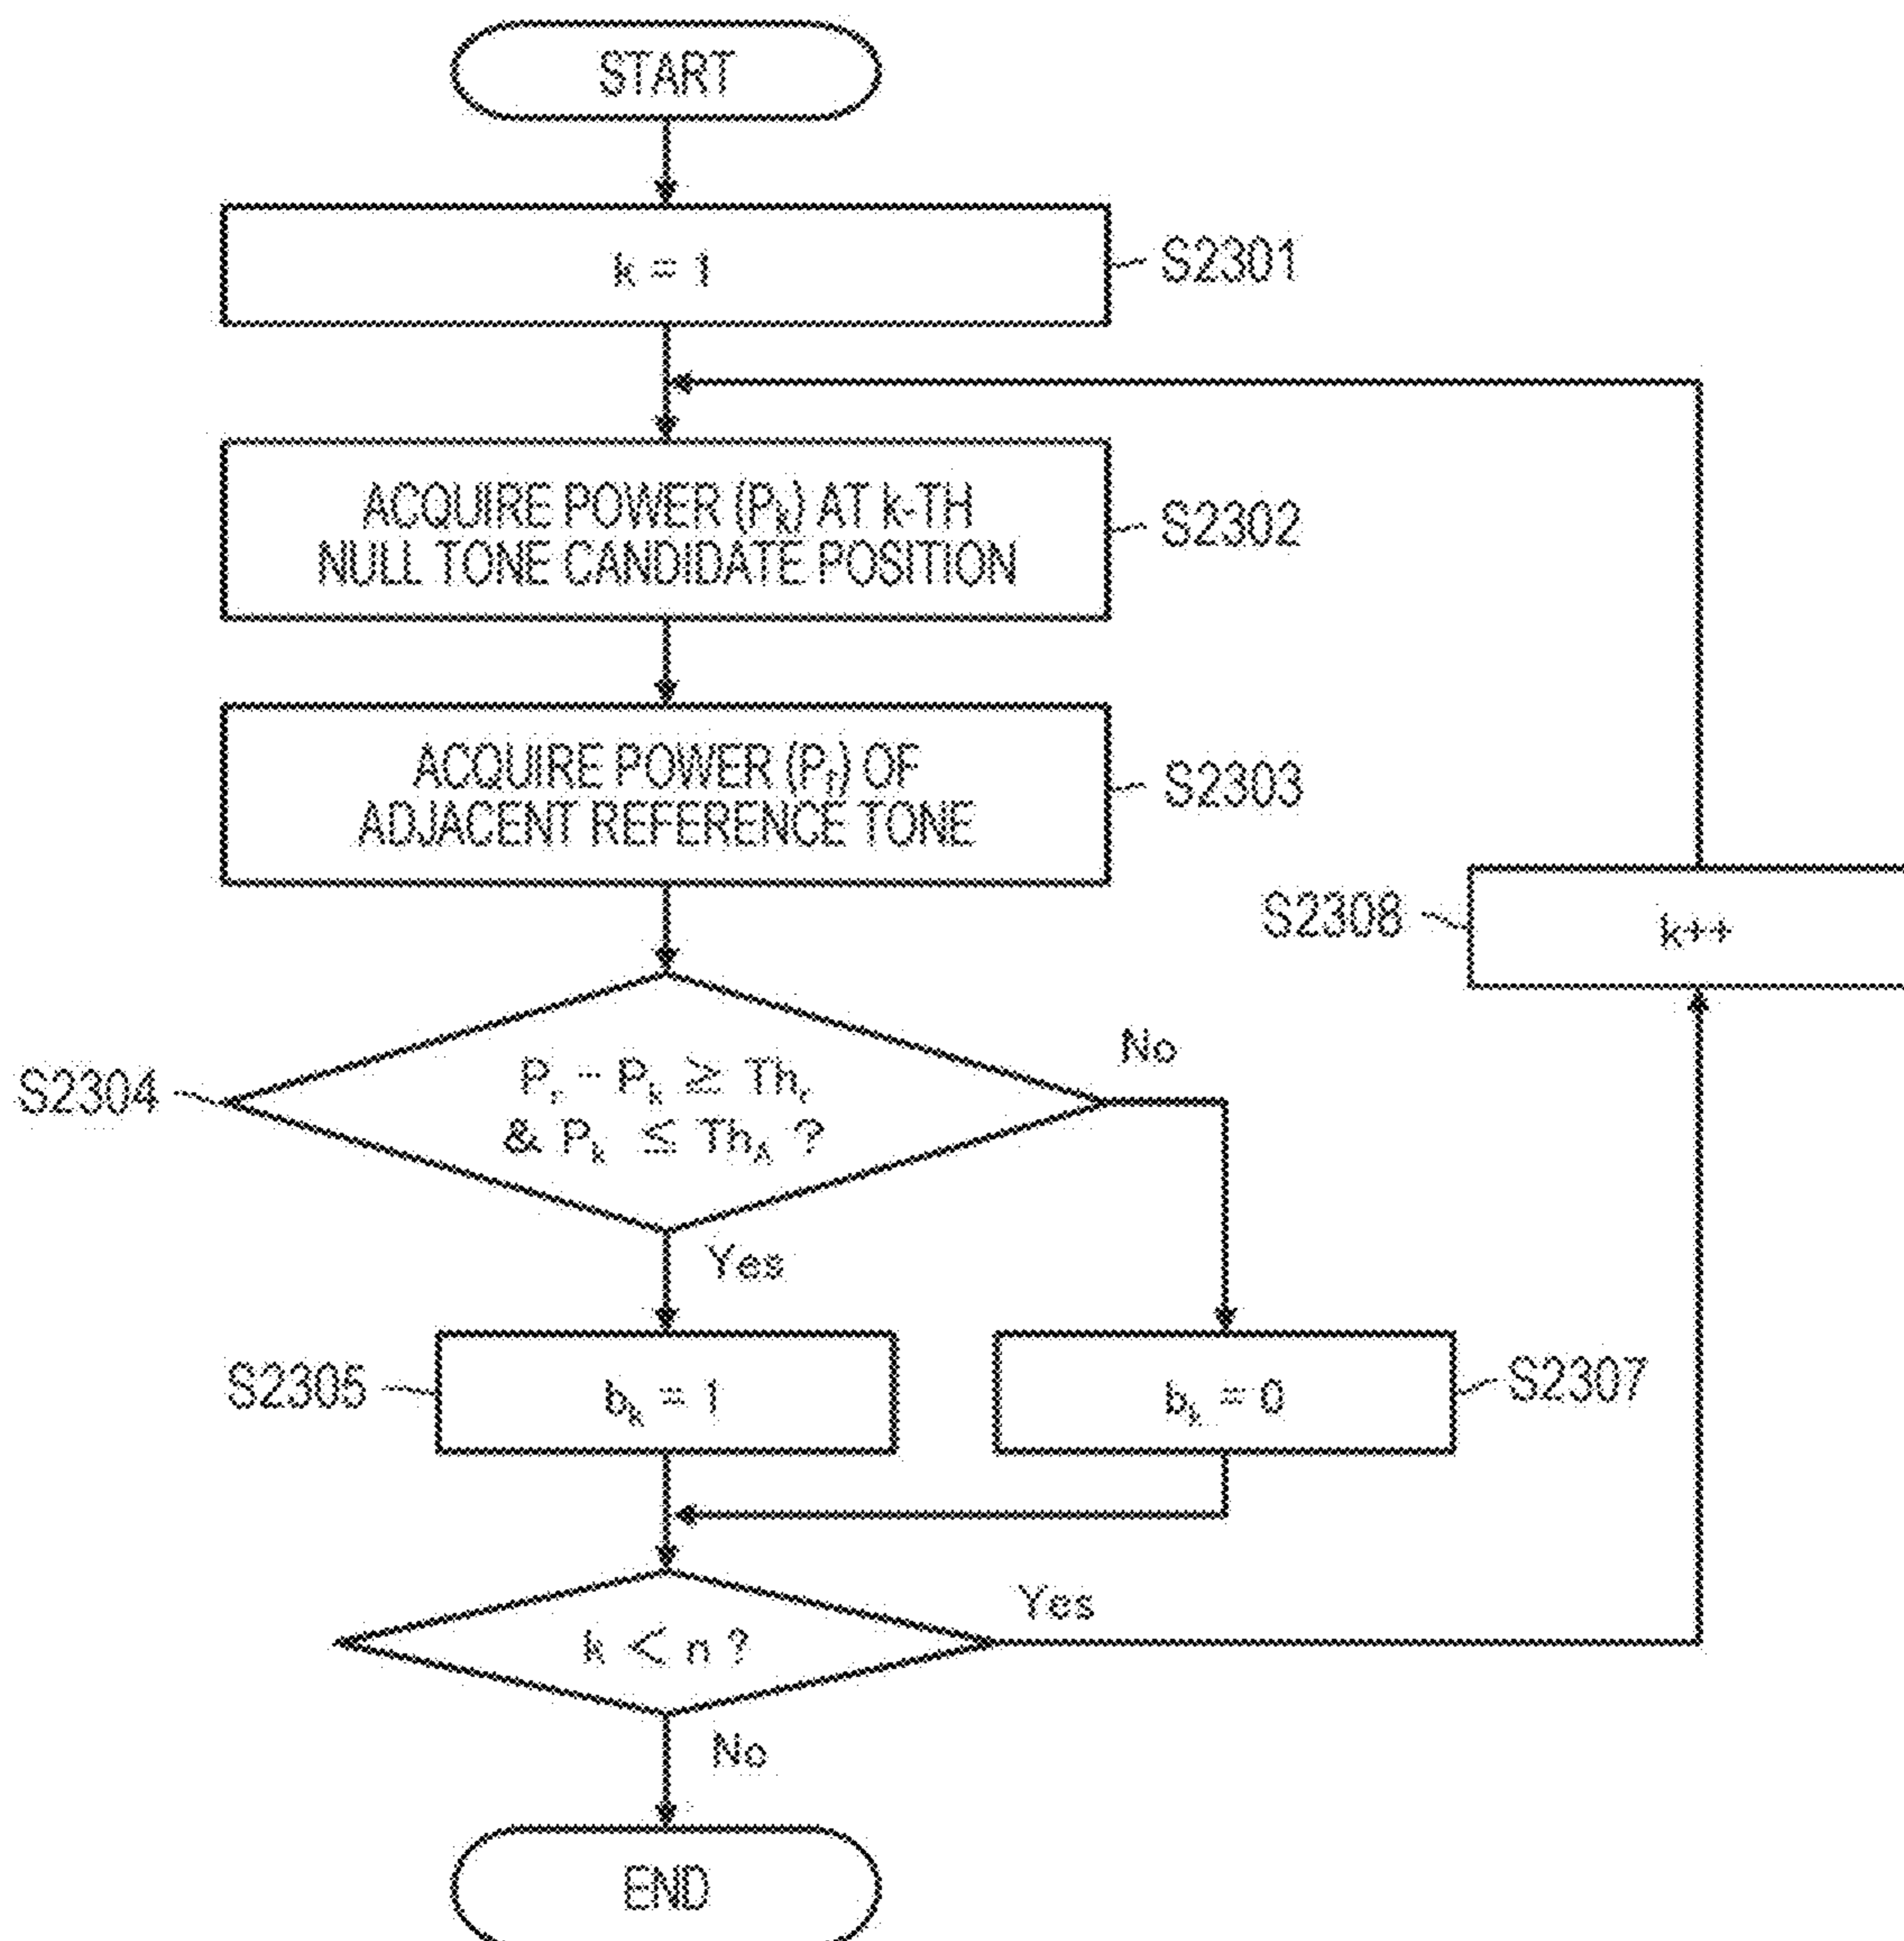 START
k = 1
S2301
ACQUIRE POWER (Pk) AT k-TH
NULL TONE CANDIDATE POSITION
S2302
ACQUIRE POWER (Pr) OF
ADJACENT REFERENCE TONE
S2303
S2308
k++
S2304
Pr - Pk ≥ Thr
& Pk ≤ ThA ?
No
Yes
S2305
bk = 1
bk = 0
S2307
k < n ?
Yes
No
END